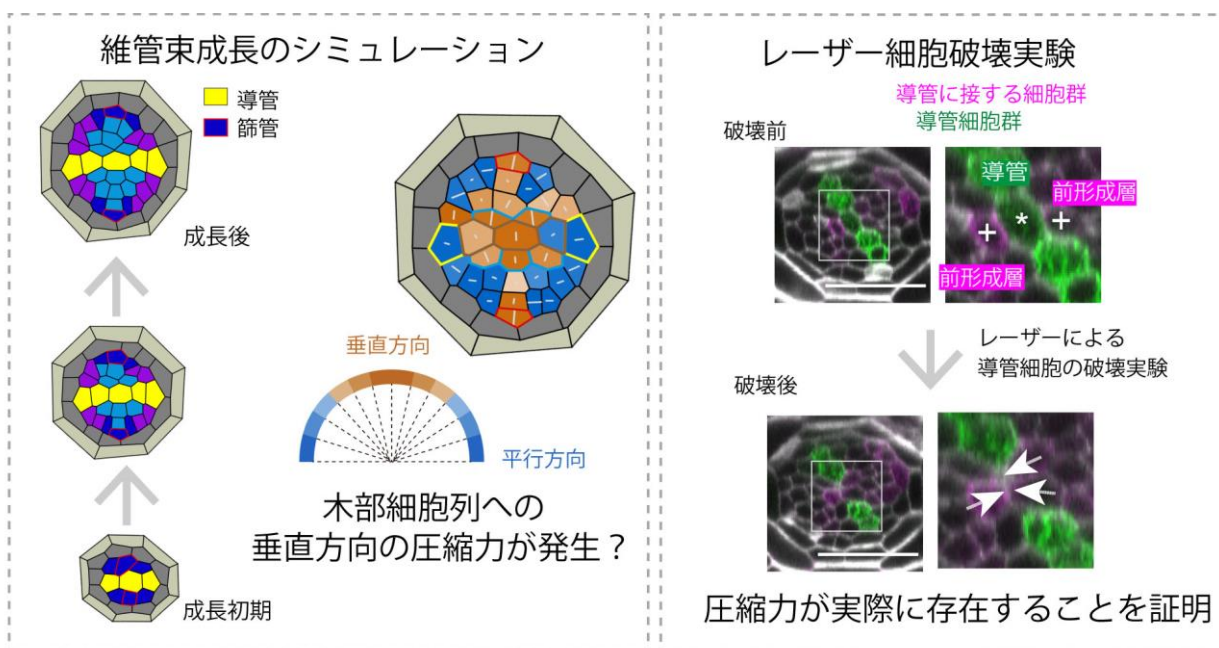 維管束成長のシミュレーション
導管
篩管
成長後
成長初期
垂直方向
平行方向
木部細胞列への
垂直方向の圧縮力が発生？
レーザー細胞破壊実験
導管に接する細胞群
導管細胞群
破壊前
導管
前形成層
*
+
+
前形成層
レーザーによる
導管細胞の破壊実験
破壊後
圧縮力が実際に存在することを証明